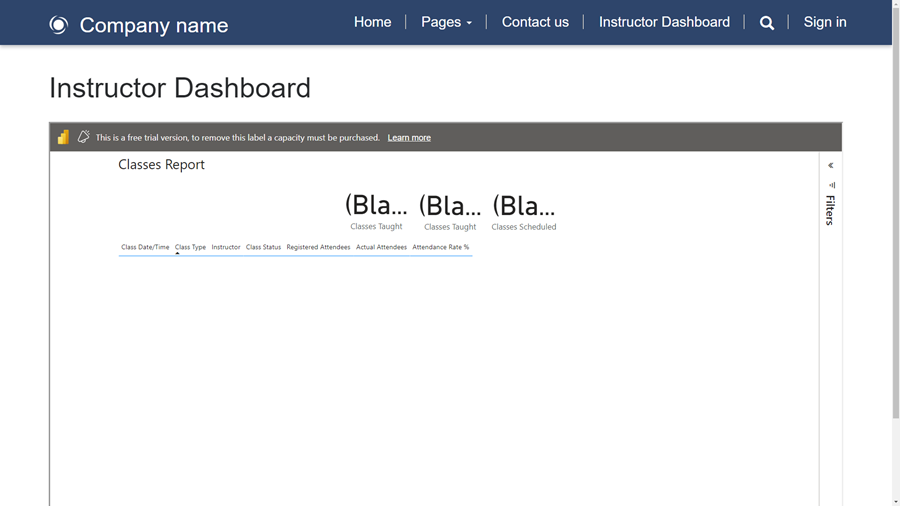 Company name
Home
Pages
Contact us
Instructor Dashboard
Sign in
Instructor Dashboard
This is a free trial version, to remove this label a capacity must be purchased. Learn more
Classes Report
(Bla... (Bla... (Bla...
Classes Taught Classes Taught Classes Scheduled
Class Date/Time Class Type Instructor Class Status Registered Attendees Actual Attendees Attendance Rate %
Filters